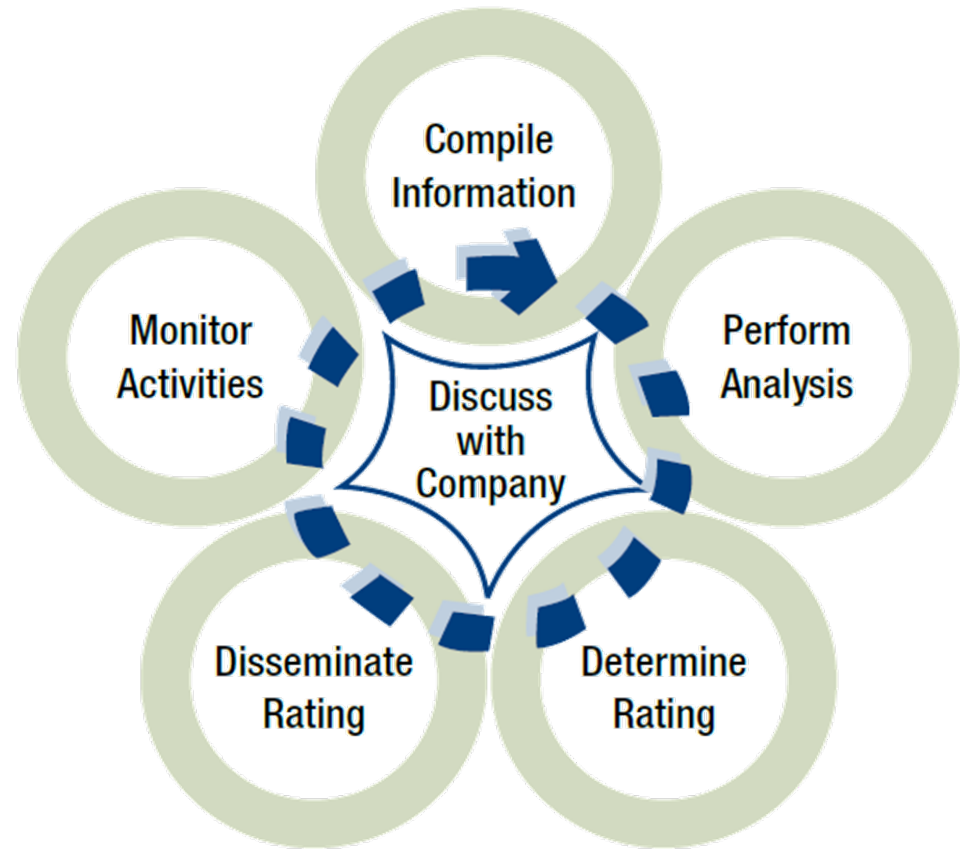 Compile
Information
Perform
Analysis
Determine
Rating
Disseminate
Rating
Monitor
Activities
Discuss
with
Company